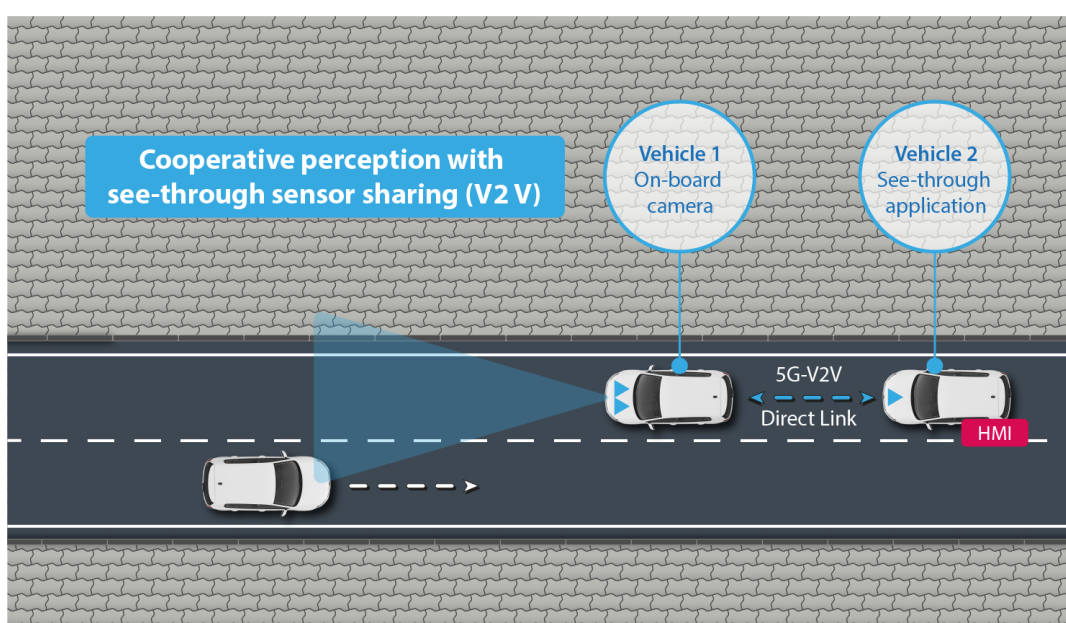 Cooperative perception with
see-through sensor sharing (V2 V)
Vehicle 1
On-board
camera
Vehicle 2
See-through
application
5G-V2V
Direct Link
HMI